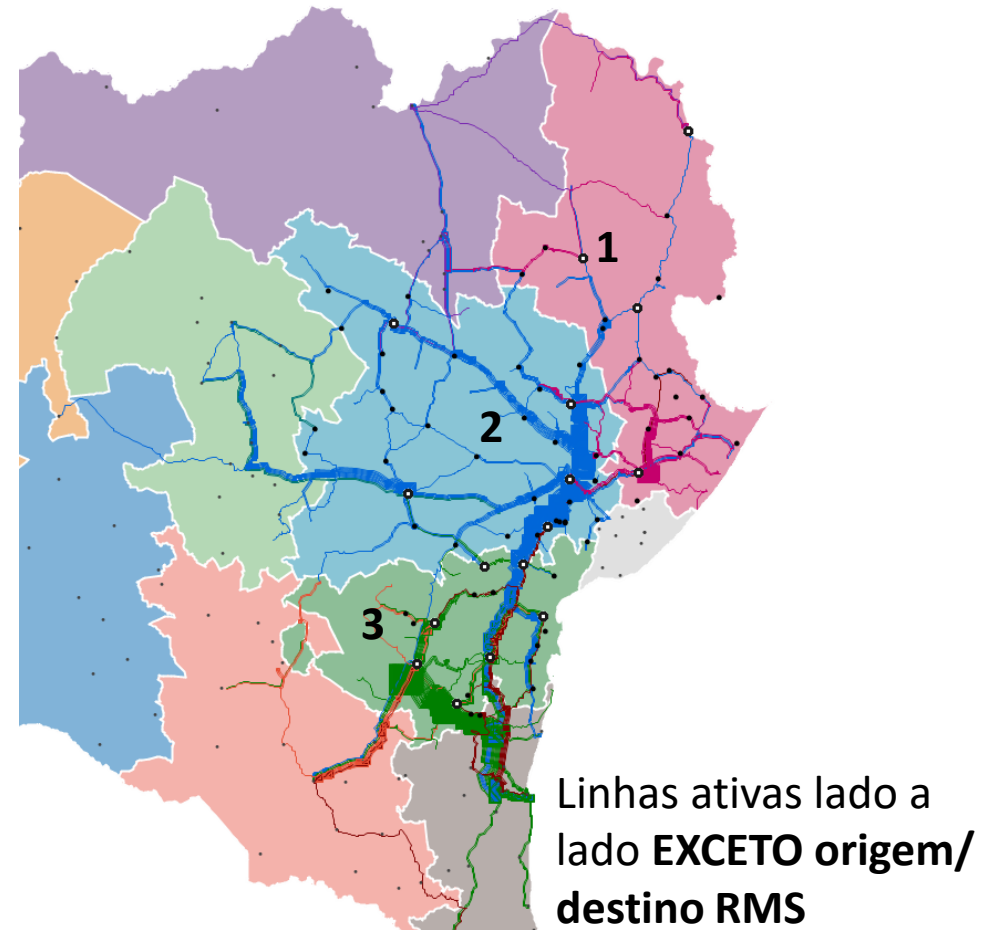 1
2
3
Linhas ativas lado a
lado EXCETO origem/
destino RMS